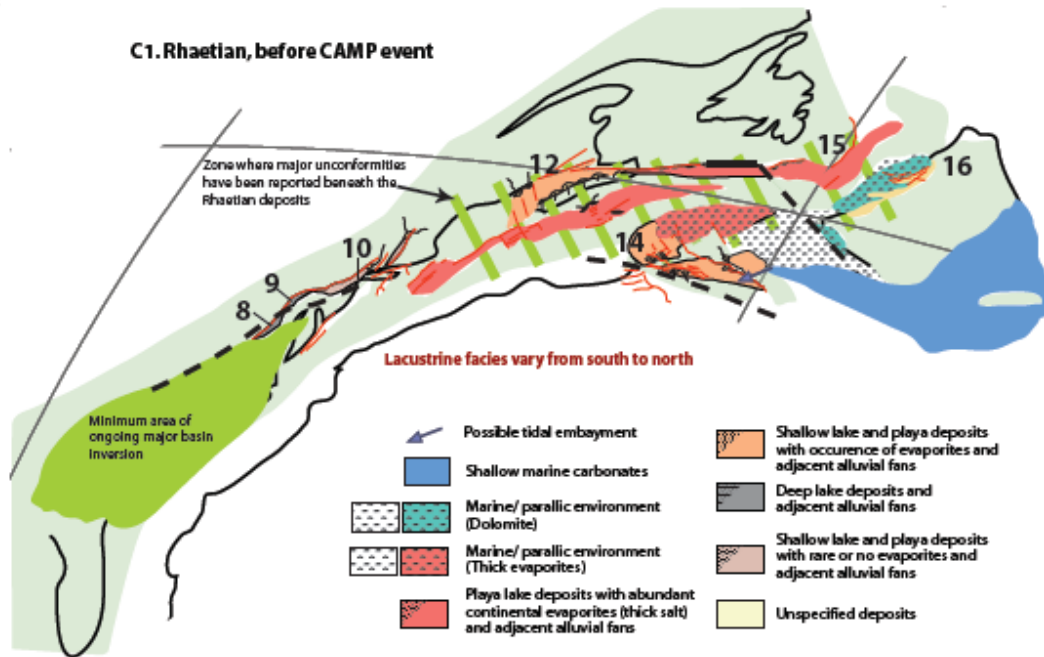 C1. Rhaetian, before CAMP event
Zone where major unconformities
have been reported beneath the
Rhaetian deposits
12
15
16
10
14
9
8
Lacustrine facies vary from south to north
Minimum area of
ongoing major basin
inversion
Possible tidal embayment
Shallow marine carbonates
Marine/ parallic environment
(Dolomite)
Marine/ parallic environment
(Thick evaporites)
Playa lake deposits with abundant
continental evaporites (thick salt)
and adjacent alluvial fans
Shallow lake and playa deposits
with occurence of evaporites and
adjacent alluvial fans
Deep lake deposits and
adjacent alluvial fans
Shallow lake and playa deposits
with rare or no evaporites and
adjacent alluvial fans
Unspecified deposits